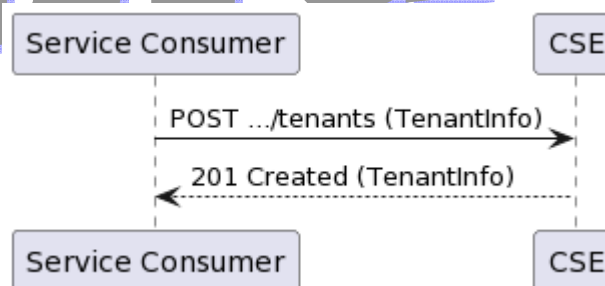 Service Consumer CSE
POST .../tenants (TenantInfo)
201 Created (TenantInfo)
Service Consumer CSE